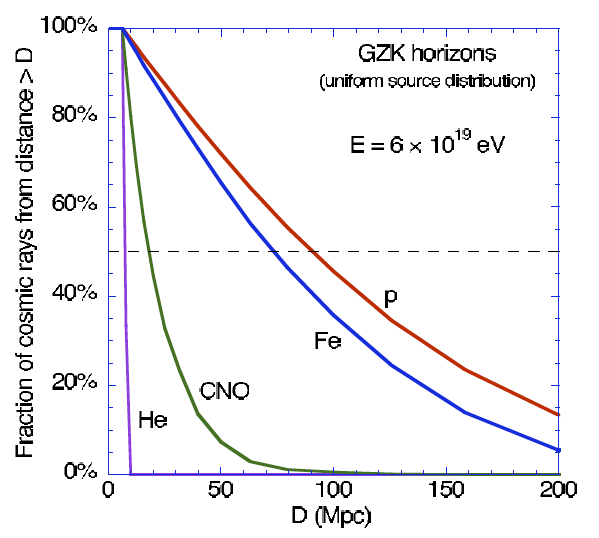 GZK horizons
(uniform source distribution)
E = 6 × 10¹⁹ eV
Fraction of cosmic rays from distance > D
100%
80%
60%
40%
20%
0%
p
Fe
CNO
He
0 50 100 150 200
D (Mpc)